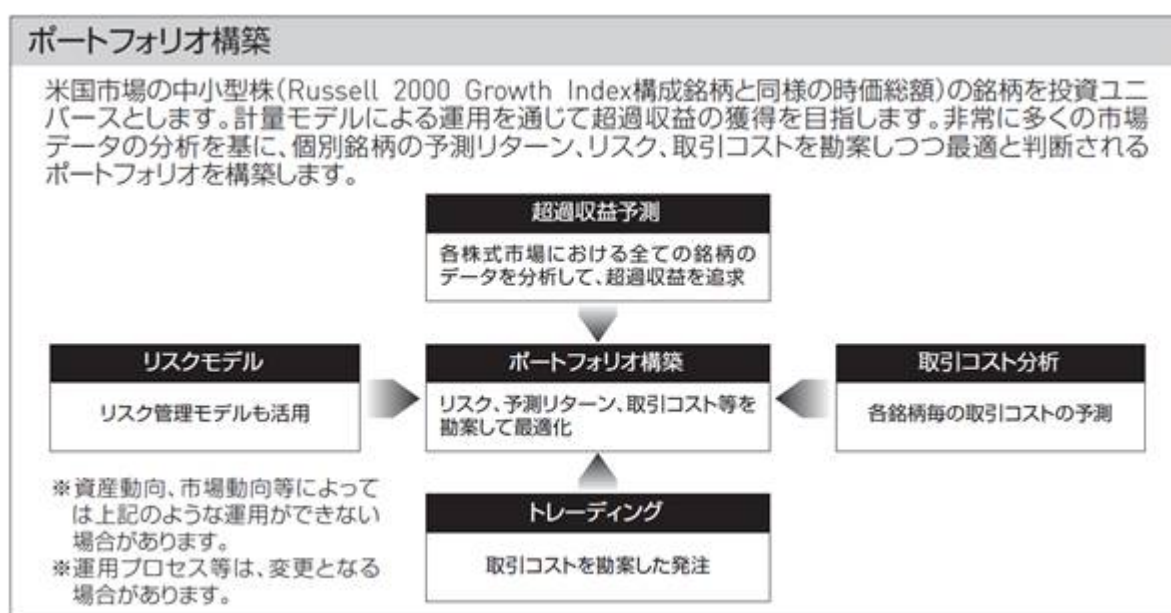 ポートフォリオ構築
米国市場の中小型株(Russell 2000 Growth Index構成銘柄と同様の時価総額)の銘柄を投資ユニ
バースとします。計量モデルによる運用を通じて超過収益の獲得を目指します。非常に多くの市場
データの分析を基に、個別銘柄の予測リターン、リスク、取引コストを勘案しつつ最適と判断される
ポートフォリオを構築します。
超過収益予測
各株式市場における全ての銘柄の
データを分析して、超過収益を追求
リスクモデル
リスク管理モデルも活用
ポートフォリオ構築
リスク、予測リターン、取引コスト等を
勘案して最適化
取引コスト分析
各銘柄毎の取引コストの予測
トレーディング
取引コストを勘案した発注
※資産動向、市場動向等によって
は上記のような運用ができない
場合があります。
※運用プロセス等は、変更となる
場合があります。